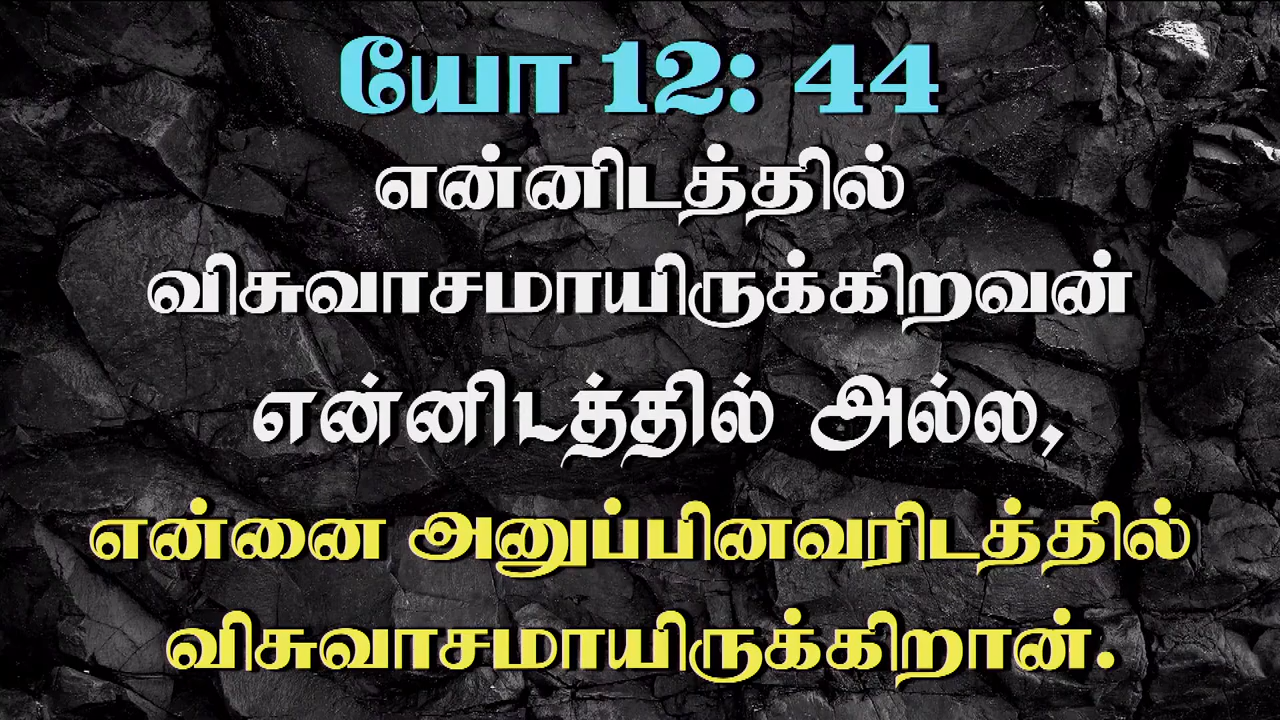 யோ 12: 44
என்னிடத்தில்
விசுவாசமாயிருக்கிறவன்
என்னிடத்தில் அல்ல,
என்னை அனுப்பினவரிடத்தில்
விசுவாசமாயிருக்கிறான்.